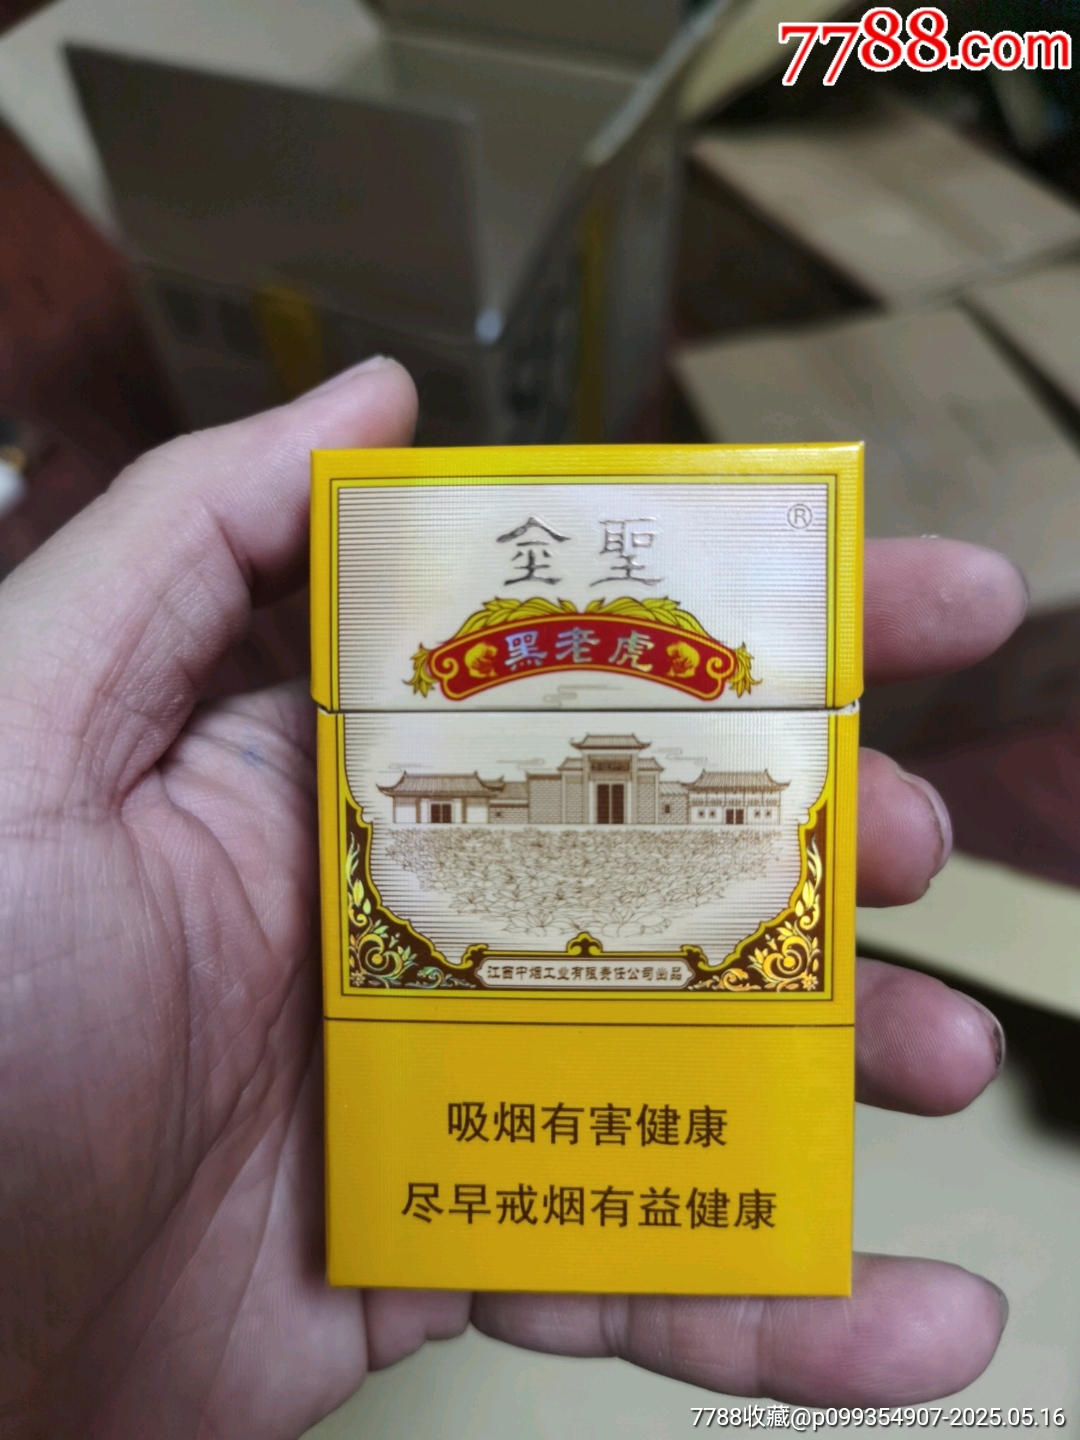 7788.com
金聖
®
黑老虎
江西中烟工业有限责任公司出品
吸烟有害健康
尽早戒烟有益健康
7788收藏@p099354907-2025.05.16